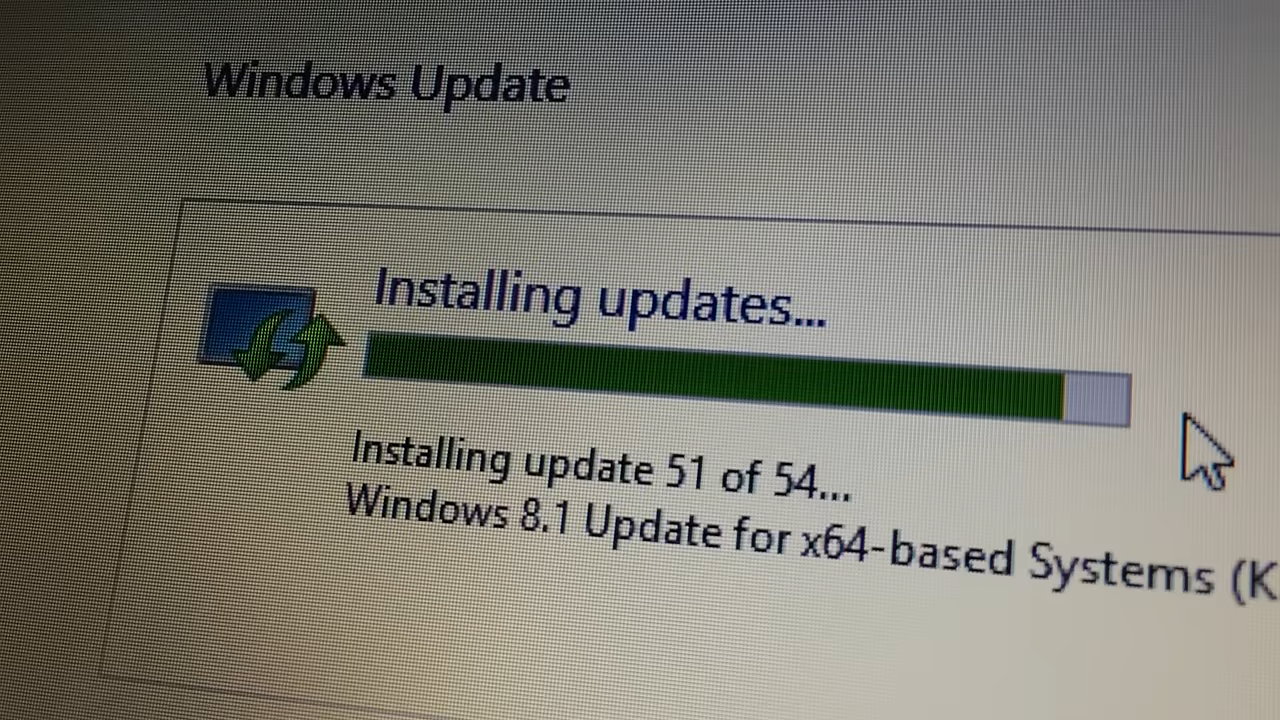 Windows Update
Installing updates...
Installing update 51 of 54...
Windows 8.1 Update for x64-based Systems (K